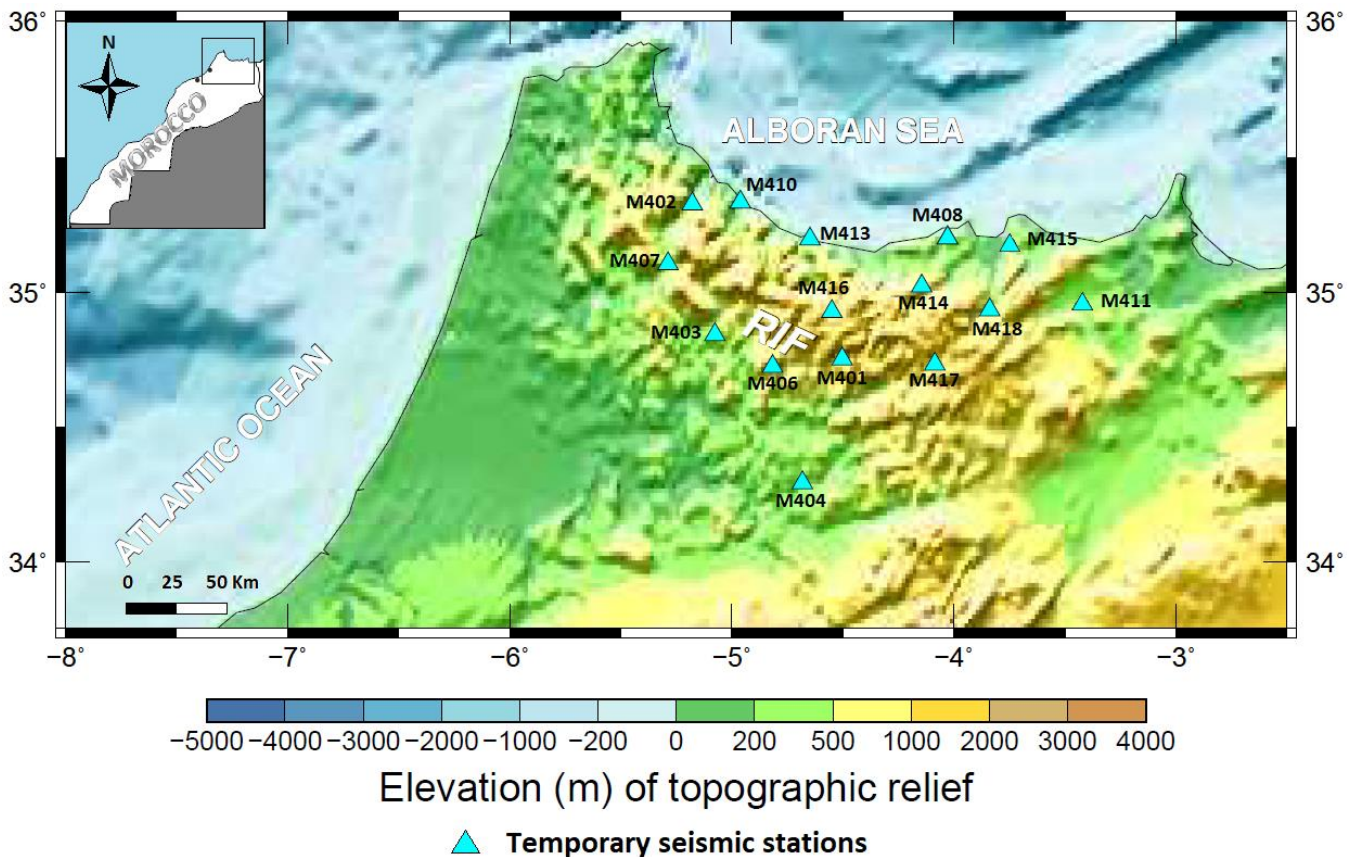 36°
36°
N
MOROCCO
ALBORAN SEA
M410
M402
M413
M408
M415
M407
35°
35°
M416
M414
M411
M403
RIF
M418
M406
M401
M417
ATLANTIC OCEAN
M404
34°
34°
0 25 50 Km
−8° −7° −6° −5° −4° −3°
−5000 −4000 −3000 −2000 −1000 −200 0 200 500 1000 2000 3000 4000
Elevation (m) of topographic relief
Temporary seismic stations